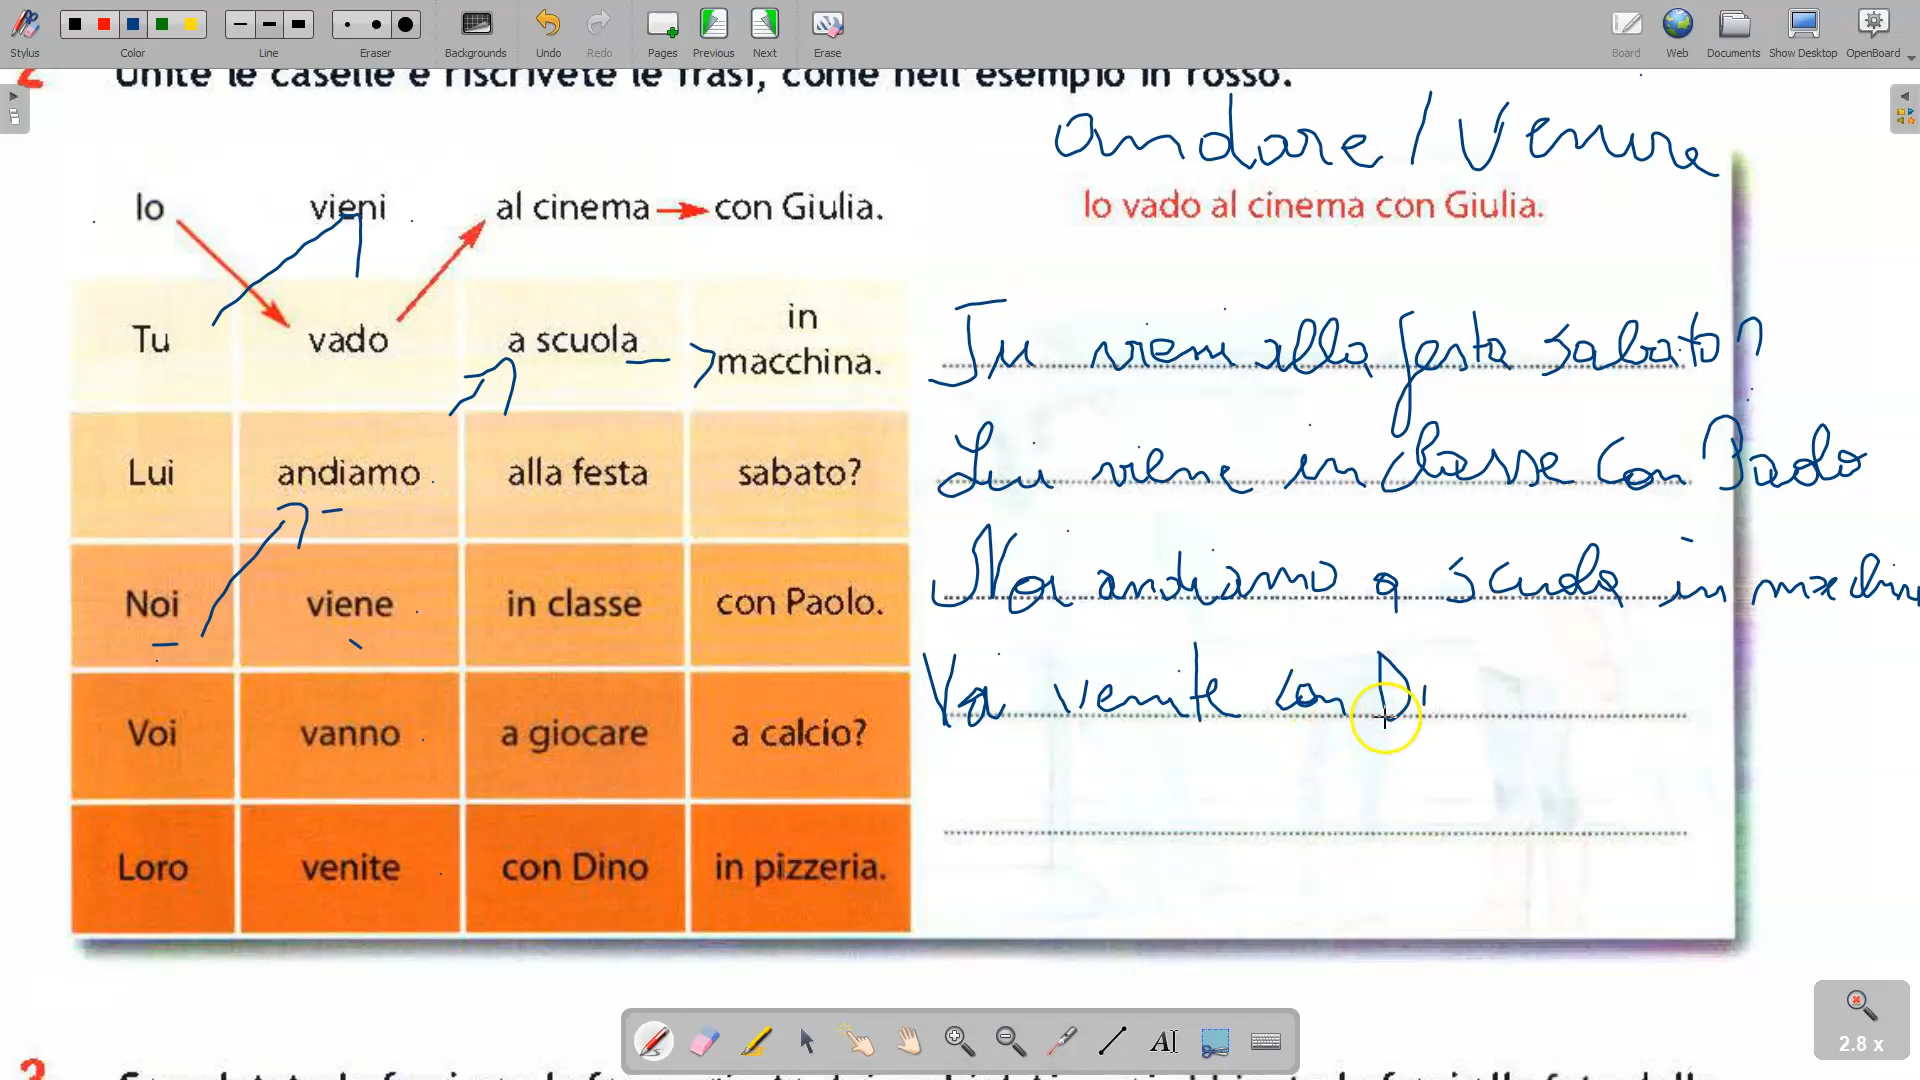 Stylus Color Line Eraser Backgrounds Undo Redo Pages Previous Next Erase Board Web Documents Show Desktop OpenBoard
2 Unite le caselle e riscrivete le frasi, come nell'esempio in rosso.
andare / Venire
Io vieni al cinema con Giulia. Io vado al cinema con Giulia.
Tu vado a scuola in macchina. Tu vieni alla festa sabato?
Lui andiamo alla festa sabato? Lui viene in classe con Paolo
Noi viene in classe con Paolo. Noi andiamo a scuola in macchin
Voi vanno a giocare a calcio? Voi venite con Di
Loro venite con Dino in pizzeria.
2.8 x
3